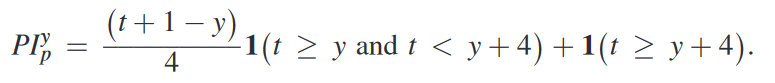 $PI_p^y = \frac{(t+1-y)}{4}\mathbf{1}(t \geq y \text{ and } t < y+4) + \mathbf{1}(t \geq y+4).$